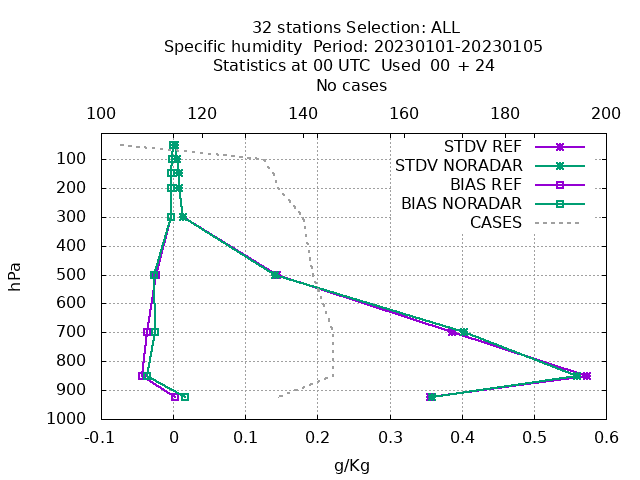 32 stations Selection: ALL
Specific humidity  Period: 20230101-20230105
Statistics at 00 UTC  Used  00 + 24
No cases
100 120 140 160 180 200
STDV REF
STDV NORADAR
BIAS REF
BIAS NORADAR
CASES
100
200
300
400
500
600
700
800
900
1000
hPa
-0.1 0 0.1 0.2 0.3 0.4 0.5 0.6
g/Kg